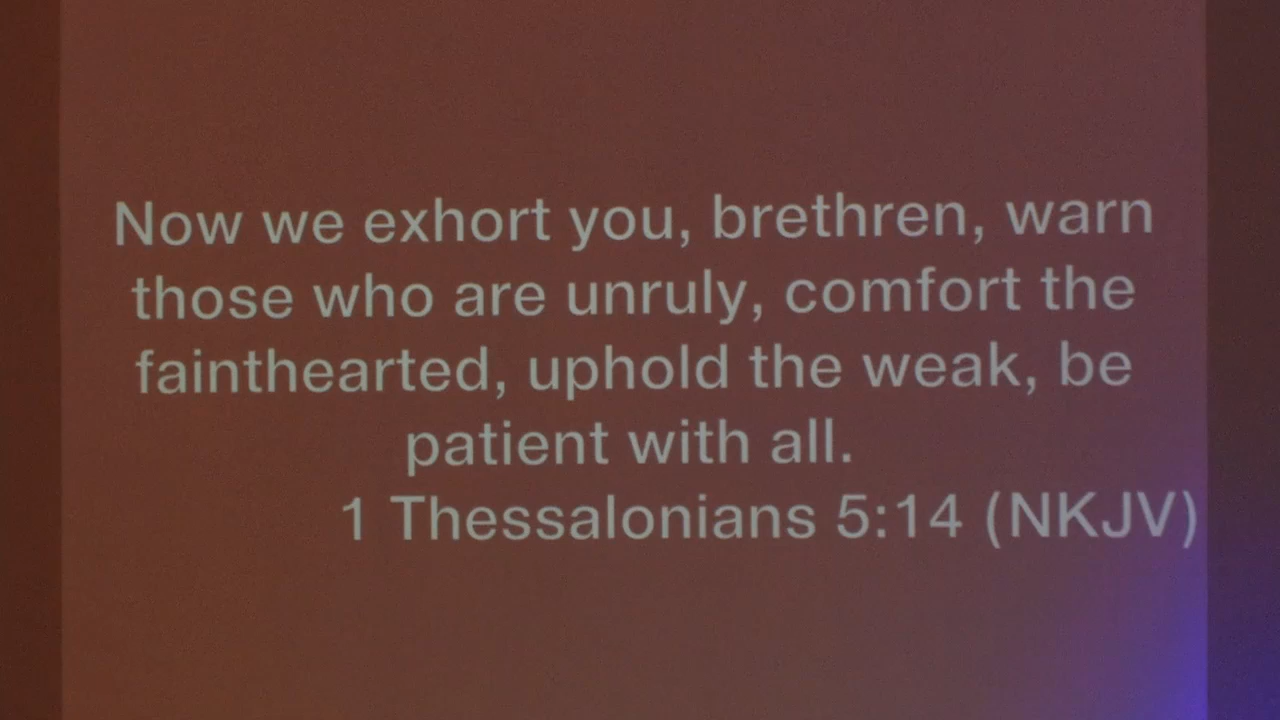 Now we exhort you, brethren, warn
those who are unruly, comfort the
fainthearted, uphold the weak, be
patient with all.
1 Thessalonians 5:14 (NKJV)